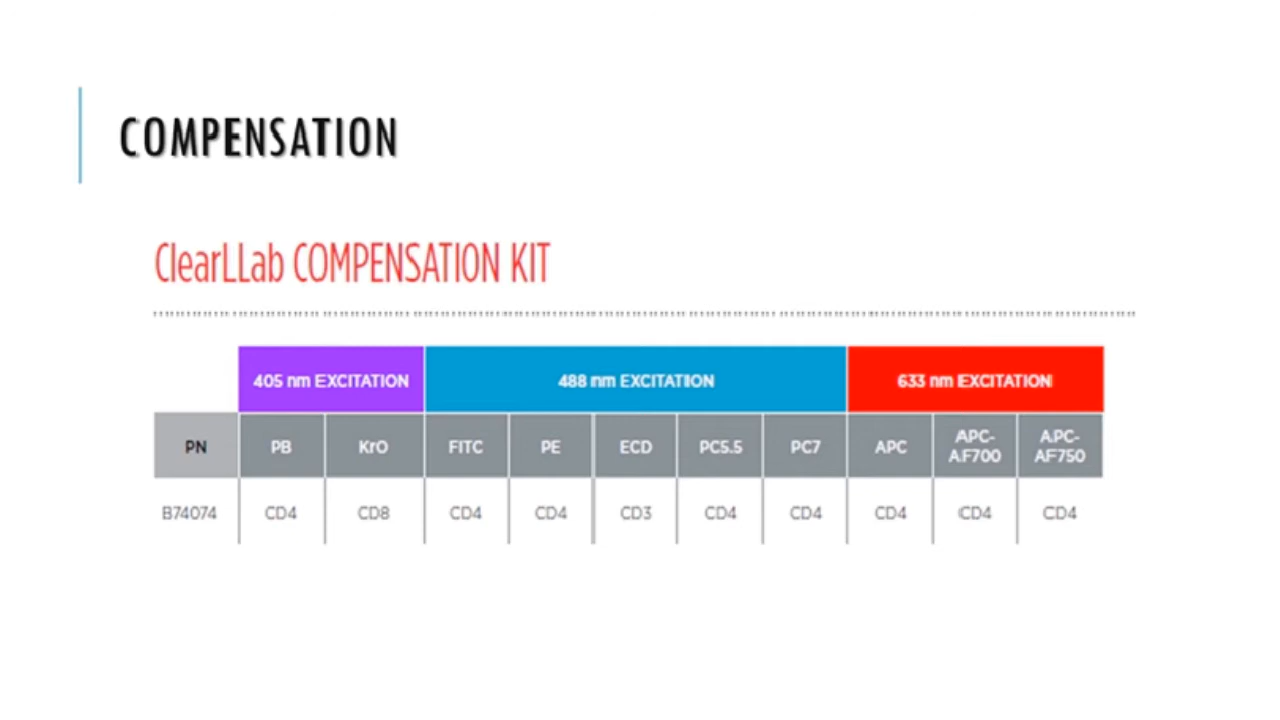 COMPENSATION
ClearLLab COMPENSATION KIT
405 nm EXCITATION 488 nm EXCITATION 633 nm EXCITATION
PN PB KrO FITC PE ECD PC5.5 PC7 APC APC-AF700 APC-AF750
B74074 CD4 CD8 CD4 CD4 CD3 CD4 CD4 CD4 CD4 CD4